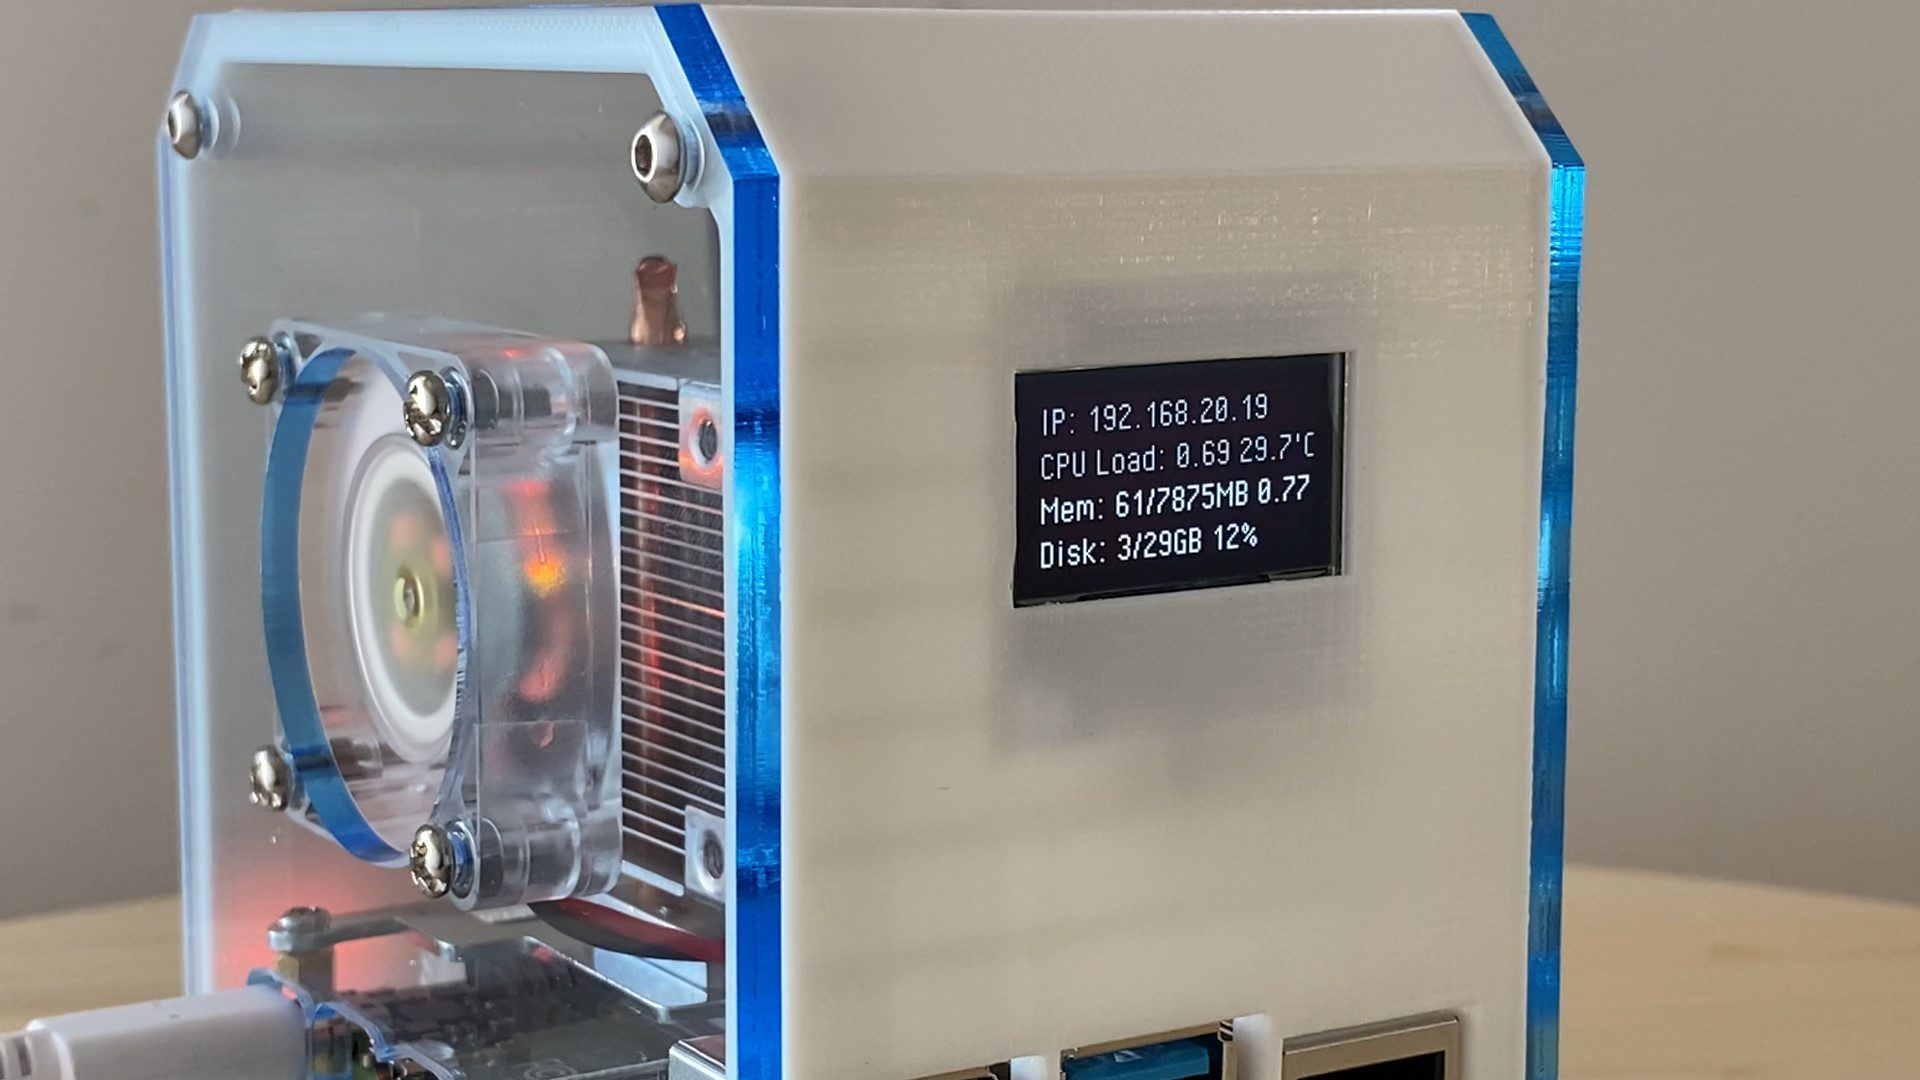 IP: 192.168.20.19
CPU Load: 0.69 29.7'C
Mem: 61/7875MB 0.77
Disk: 3/29GB 12%